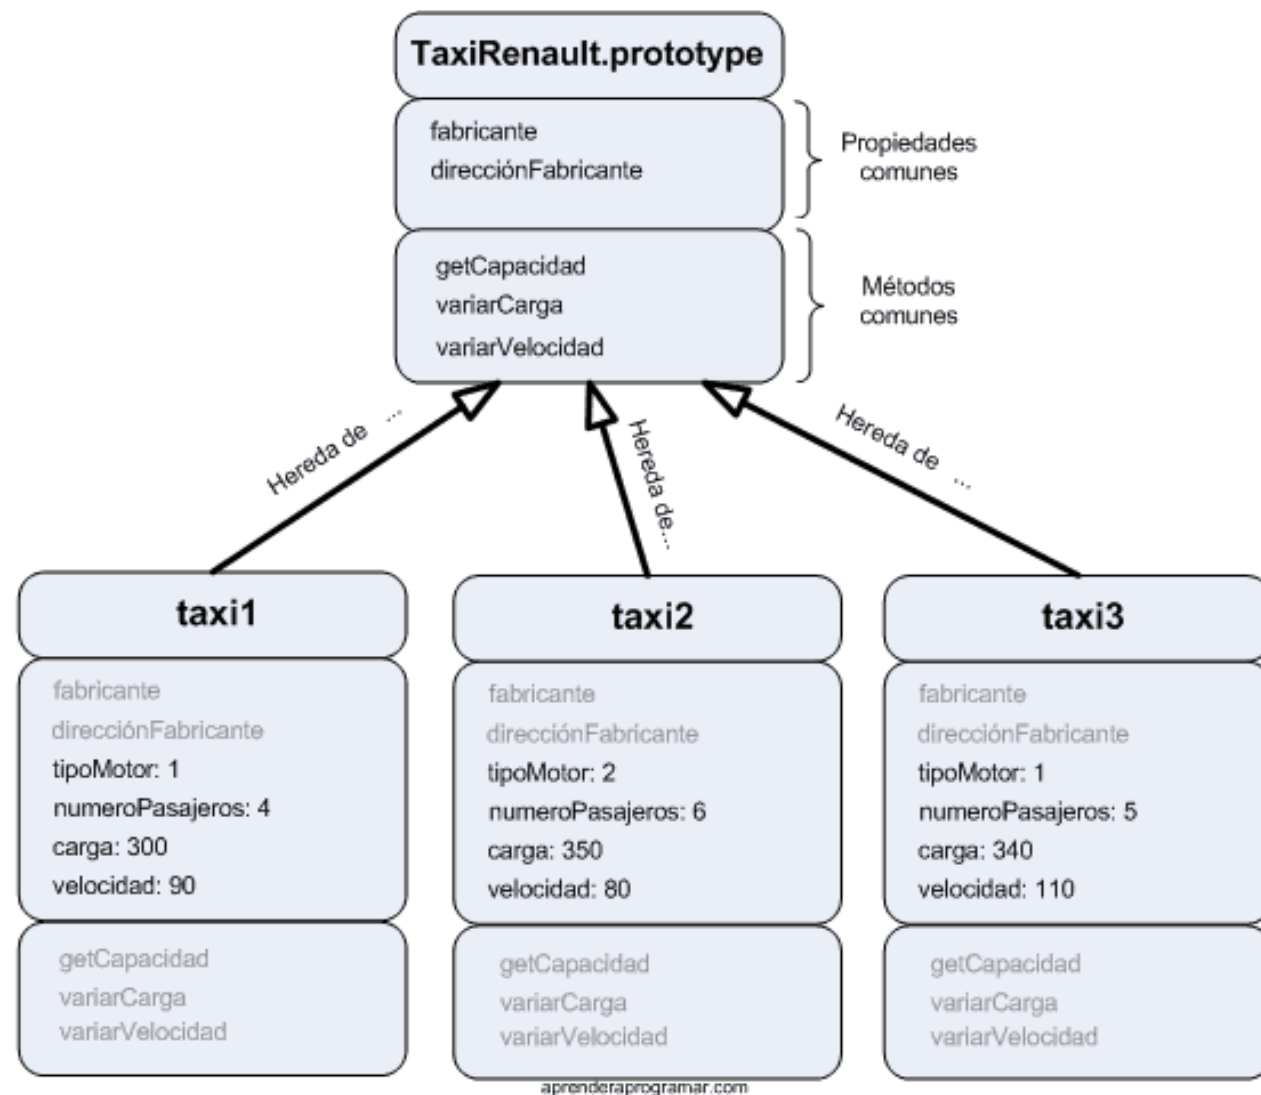 TaxiRenault.prototype
fabricante
direcciónFabricante
Propiedades
comunes
getCapacidad
variarCarga
variarVelocidad
Métodos
comunes
Hereda de ...
Hereda de...
Hereda de ...
taxi1
fabricante
direcciónFabricante
tipoMotor: 1
numeroPasajeros: 4
carga: 300
velocidad: 90
getCapacidad
variarCarga
variarVelocidad
taxi2
fabricante
direcciónFabricante
tipoMotor: 2
numeroPasajeros: 6
carga: 350
velocidad: 80
getCapacidad
variarCarga
variarVelocidad
taxi3
fabricante
direcciónFabricante
tipoMotor: 1
numeroPasajeros: 5
carga: 340
velocidad: 110
getCapacidad
variarCarga
variarVelocidad
aprenderaprogramar.com